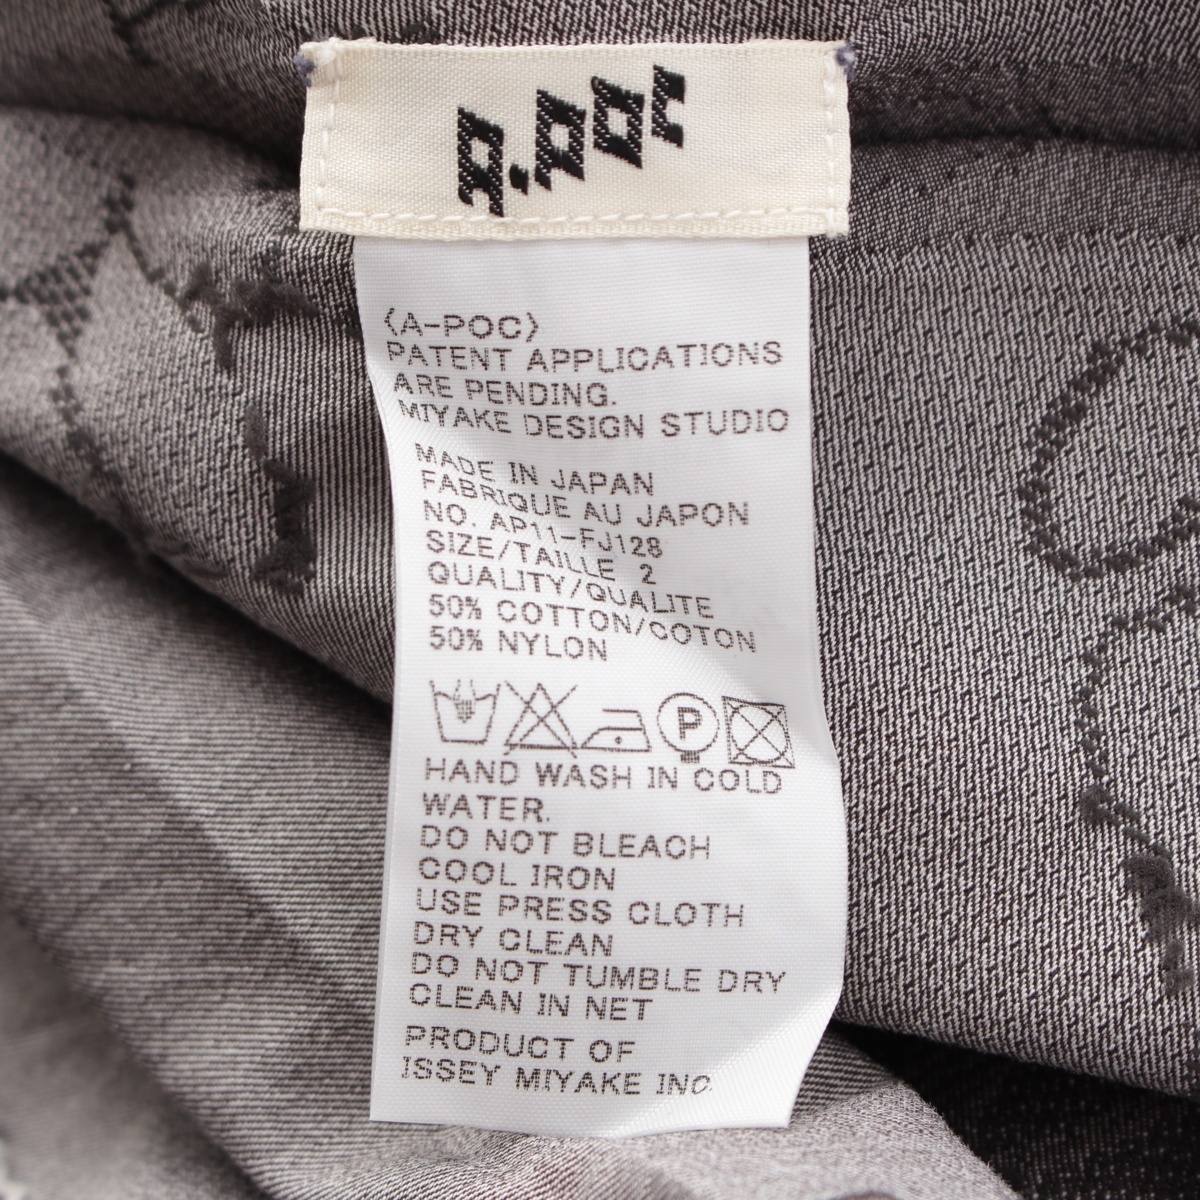 A.POC
〈A-POC〉
PATENT APPLICATIONS
ARE PENDING.
MIYAKE DESIGN STUDIO
MADE IN JAPAN
FABRIQUE AU JAPON
NO. AP11-FJ128
SIZE/TAILLE 2
QUALITY/QUALITE
50% COTTON/COTON
50% NYLON
P
HAND WASH IN COLD
WATER.
DO NOT BLEACH
COOL IRON
USE PRESS CLOTH
DRY CLEAN
DO NOT TUMBLE DRY
CLEAN IN NET
PRODUCT OF
ISSEY MIYAKE INC.